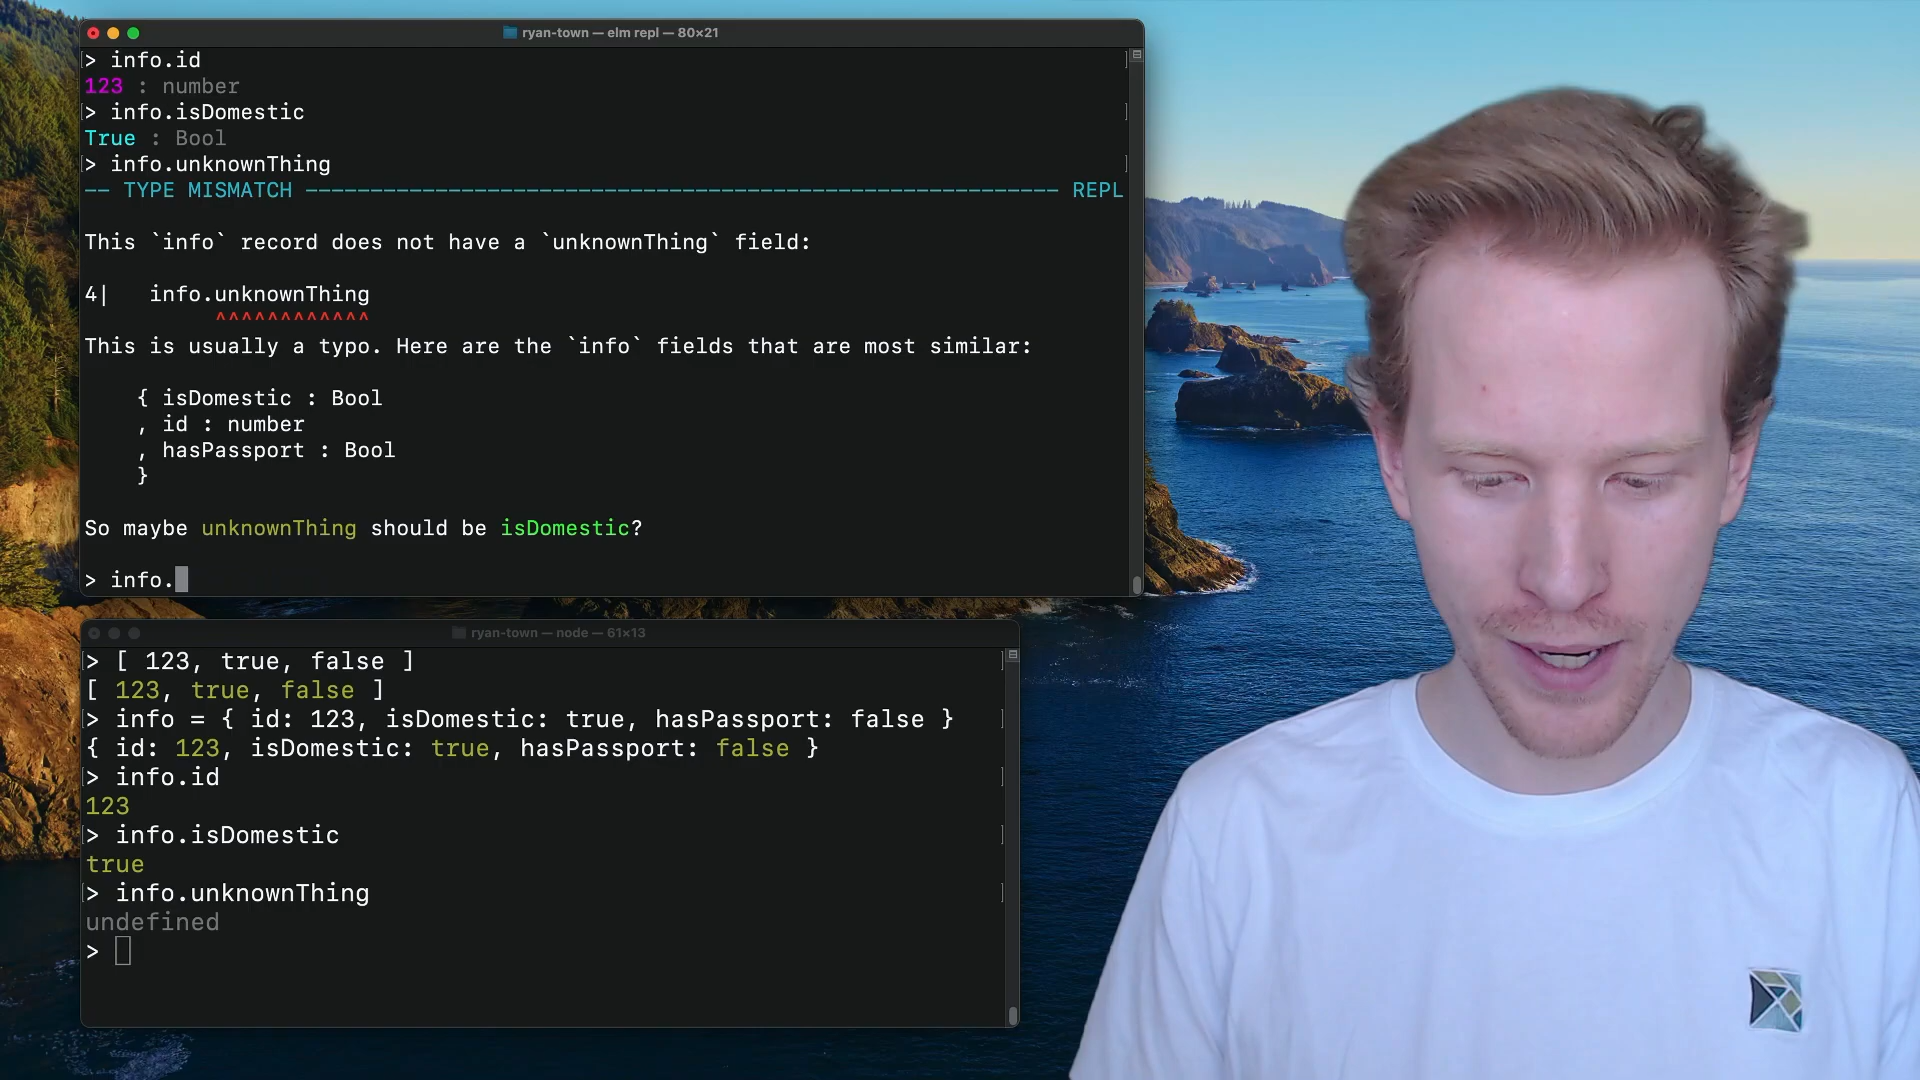 ryan-town — elm repl — 80×21
> info.id
123 : number
> info.isDomestic
True : Bool
> info.unknownThing
-- TYPE MISMATCH ----------------------------------------------------------- REPL
This `info` record does not have a `unknownThing` field:
4|   info.unknownThing
^^^^^^^^^^^^
This is usually a typo. Here are the `info` fields that are most similar:
{ isDomestic : Bool
, id : number
, hasPassport : Bool
}
So maybe unknownThing should be isDomestic?
> info.
ryan-town — node — 61×13
> [ 123, true, false ]
[ 123, true, false ]
> info = { id: 123, isDomestic: true, hasPassport: false }
{ id: 123, isDomestic: true, hasPassport: false }
> info.id
123
> info.isDomestic
true
> info.unknownThing
undefined
>